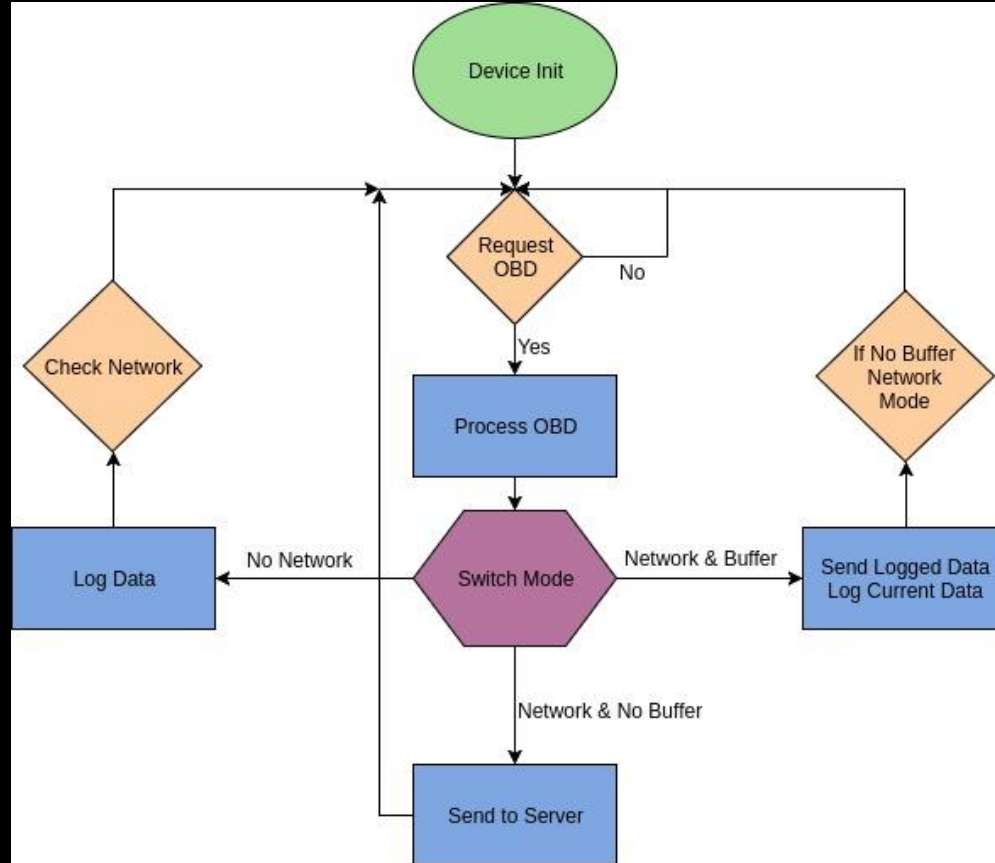 Device Init
Request
OBD
No
Yes
Check Network
If No Buffer
Network
Mode
Process OBD
No Network
Network & Buffer
Log Data
Switch Mode
Send Logged Data
Log Current Data
Network & No Buffer
Send to Server